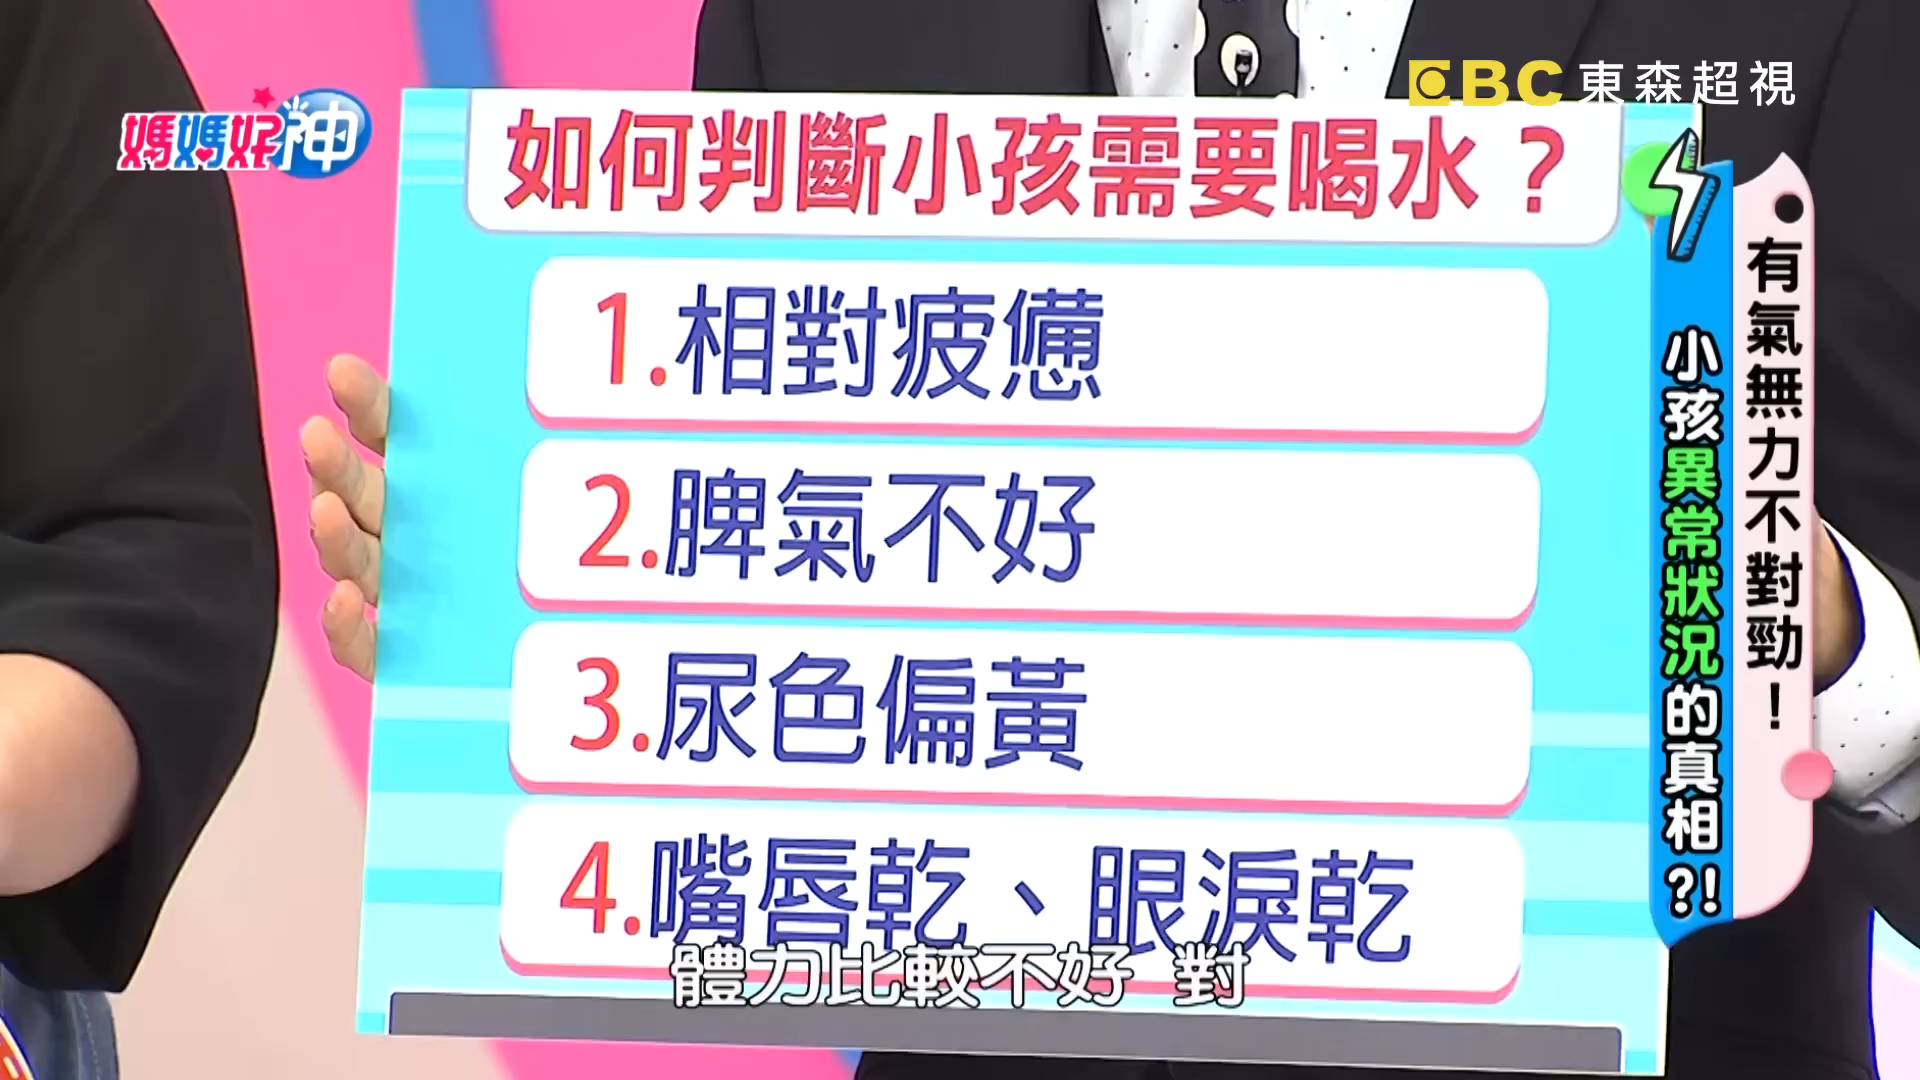 媽媽好神
EBC 東森超視
如何判斷小孩需要喝水？
1.相對疲憊
2.脾氣不好
3.尿色偏黃
4.嘴唇乾、眼淚乾
有氣無力不對勁！
小孩異常狀況的真相?!
體力比較不好 對